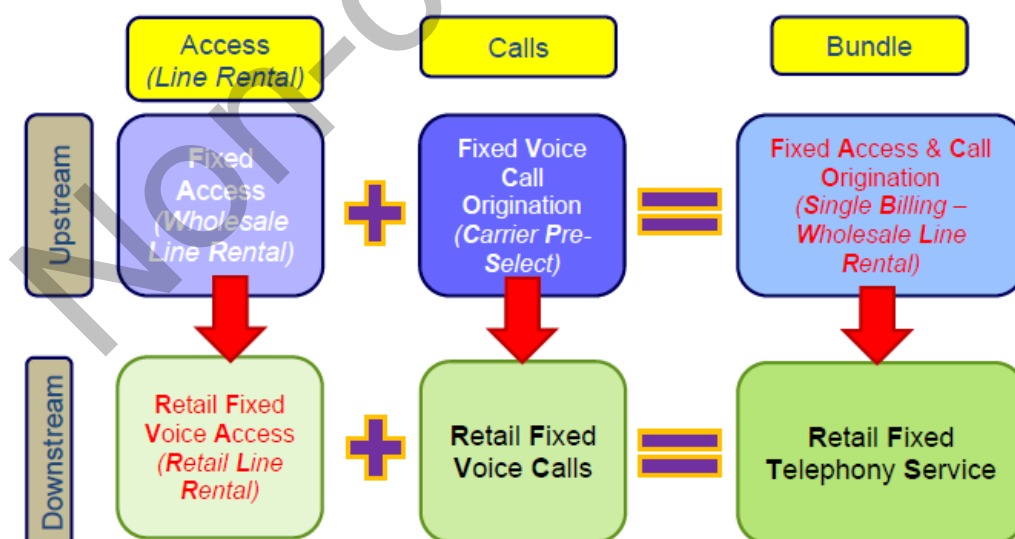 Access
(Line Rental)
Calls
Bundle
Upstream
Fixed
Access
(Wholesale
Line Rental)
Fixed Voice
Call
Origination
(Carrier Pre-
Select)
Fixed Access & Call
Origination
(Single Billing –
Wholesale Line
Rental)
Downstream
Retail Fixed
Voice Access
(Retail Line
Rental)
Retail Fixed
Voice Calls
Retail Fixed
Telephony Service
Non-c